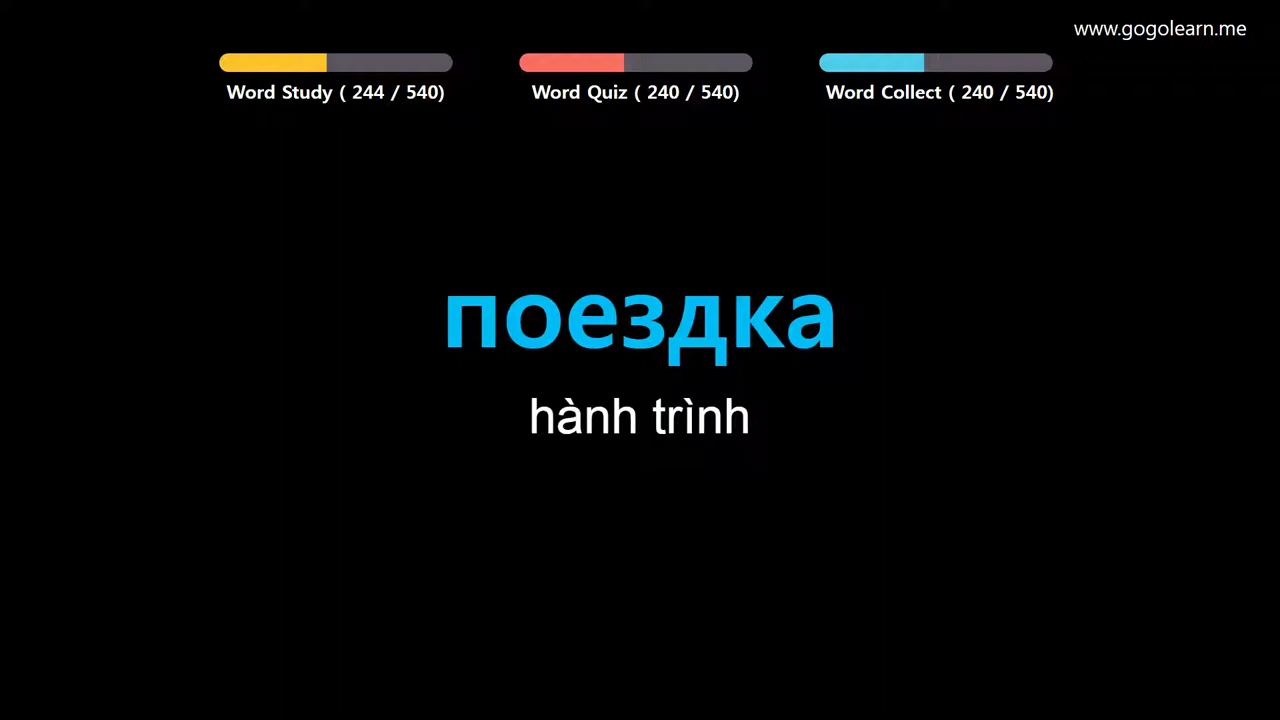 www.gogolearn.me
Word Study ( 244 / 540)
Word Quiz ( 240 / 540)
Word Collect ( 240 / 540)
поездка
hành trình